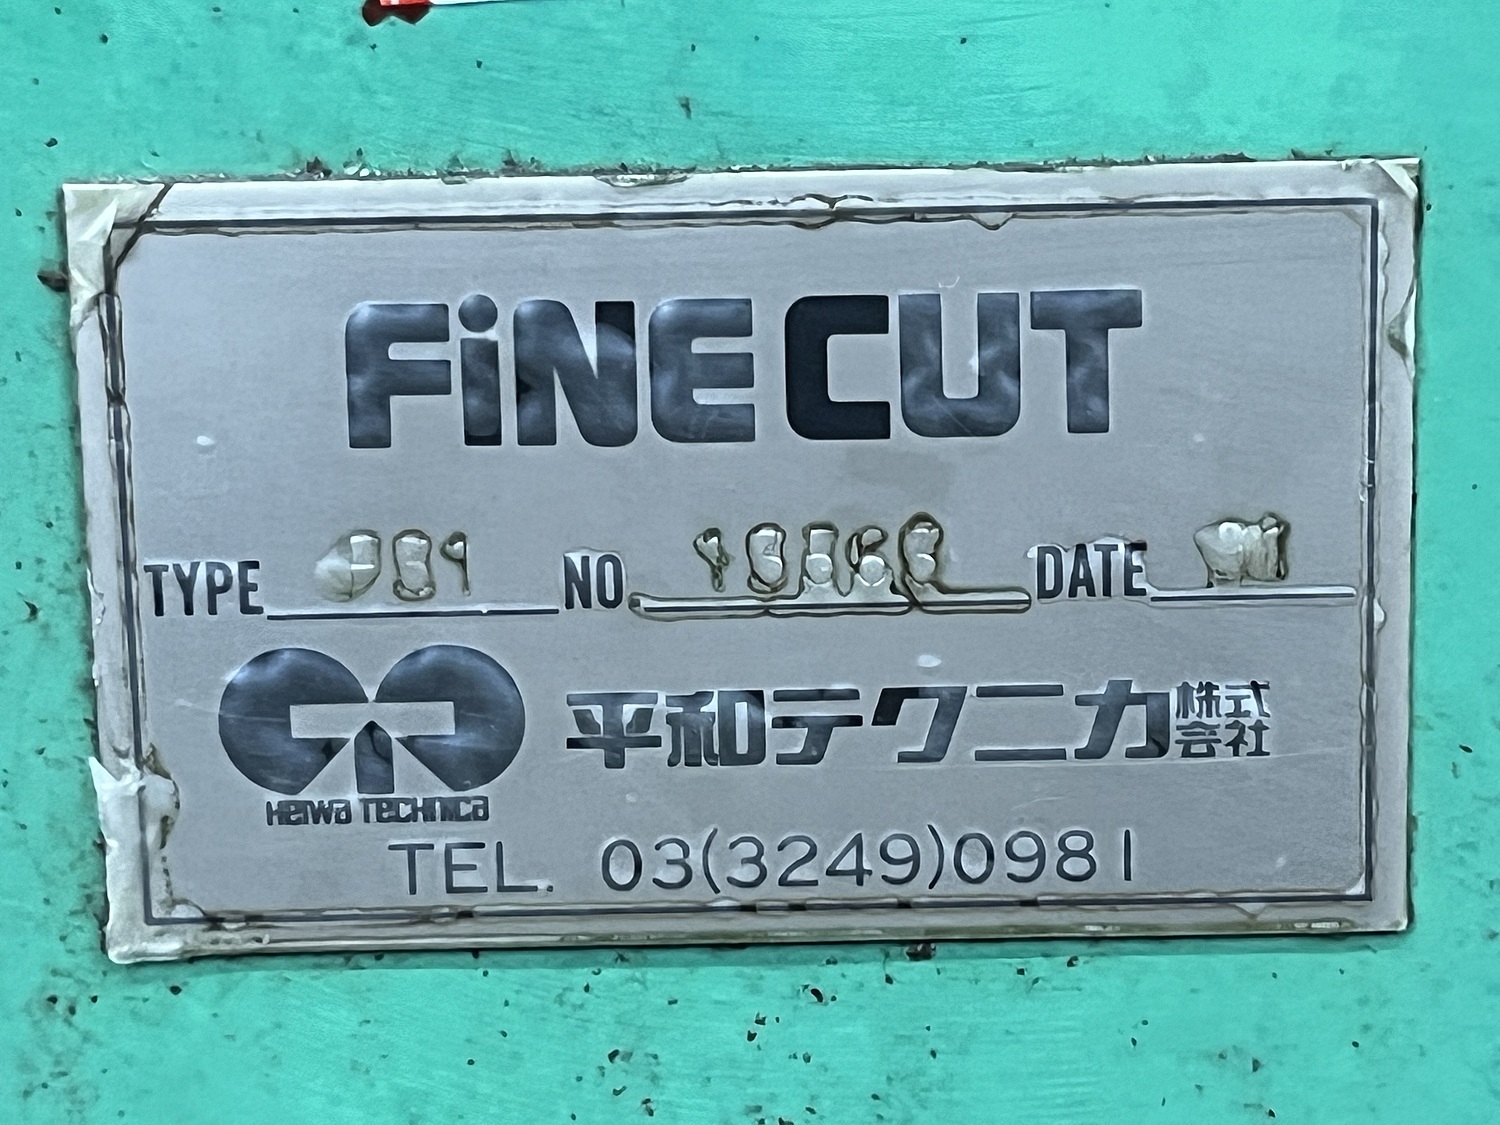 FiNE CUT
TYPE NO DATE
平和テクニカ株式会社
HEIWA TECHNICA
TEL. 03(3249)0981